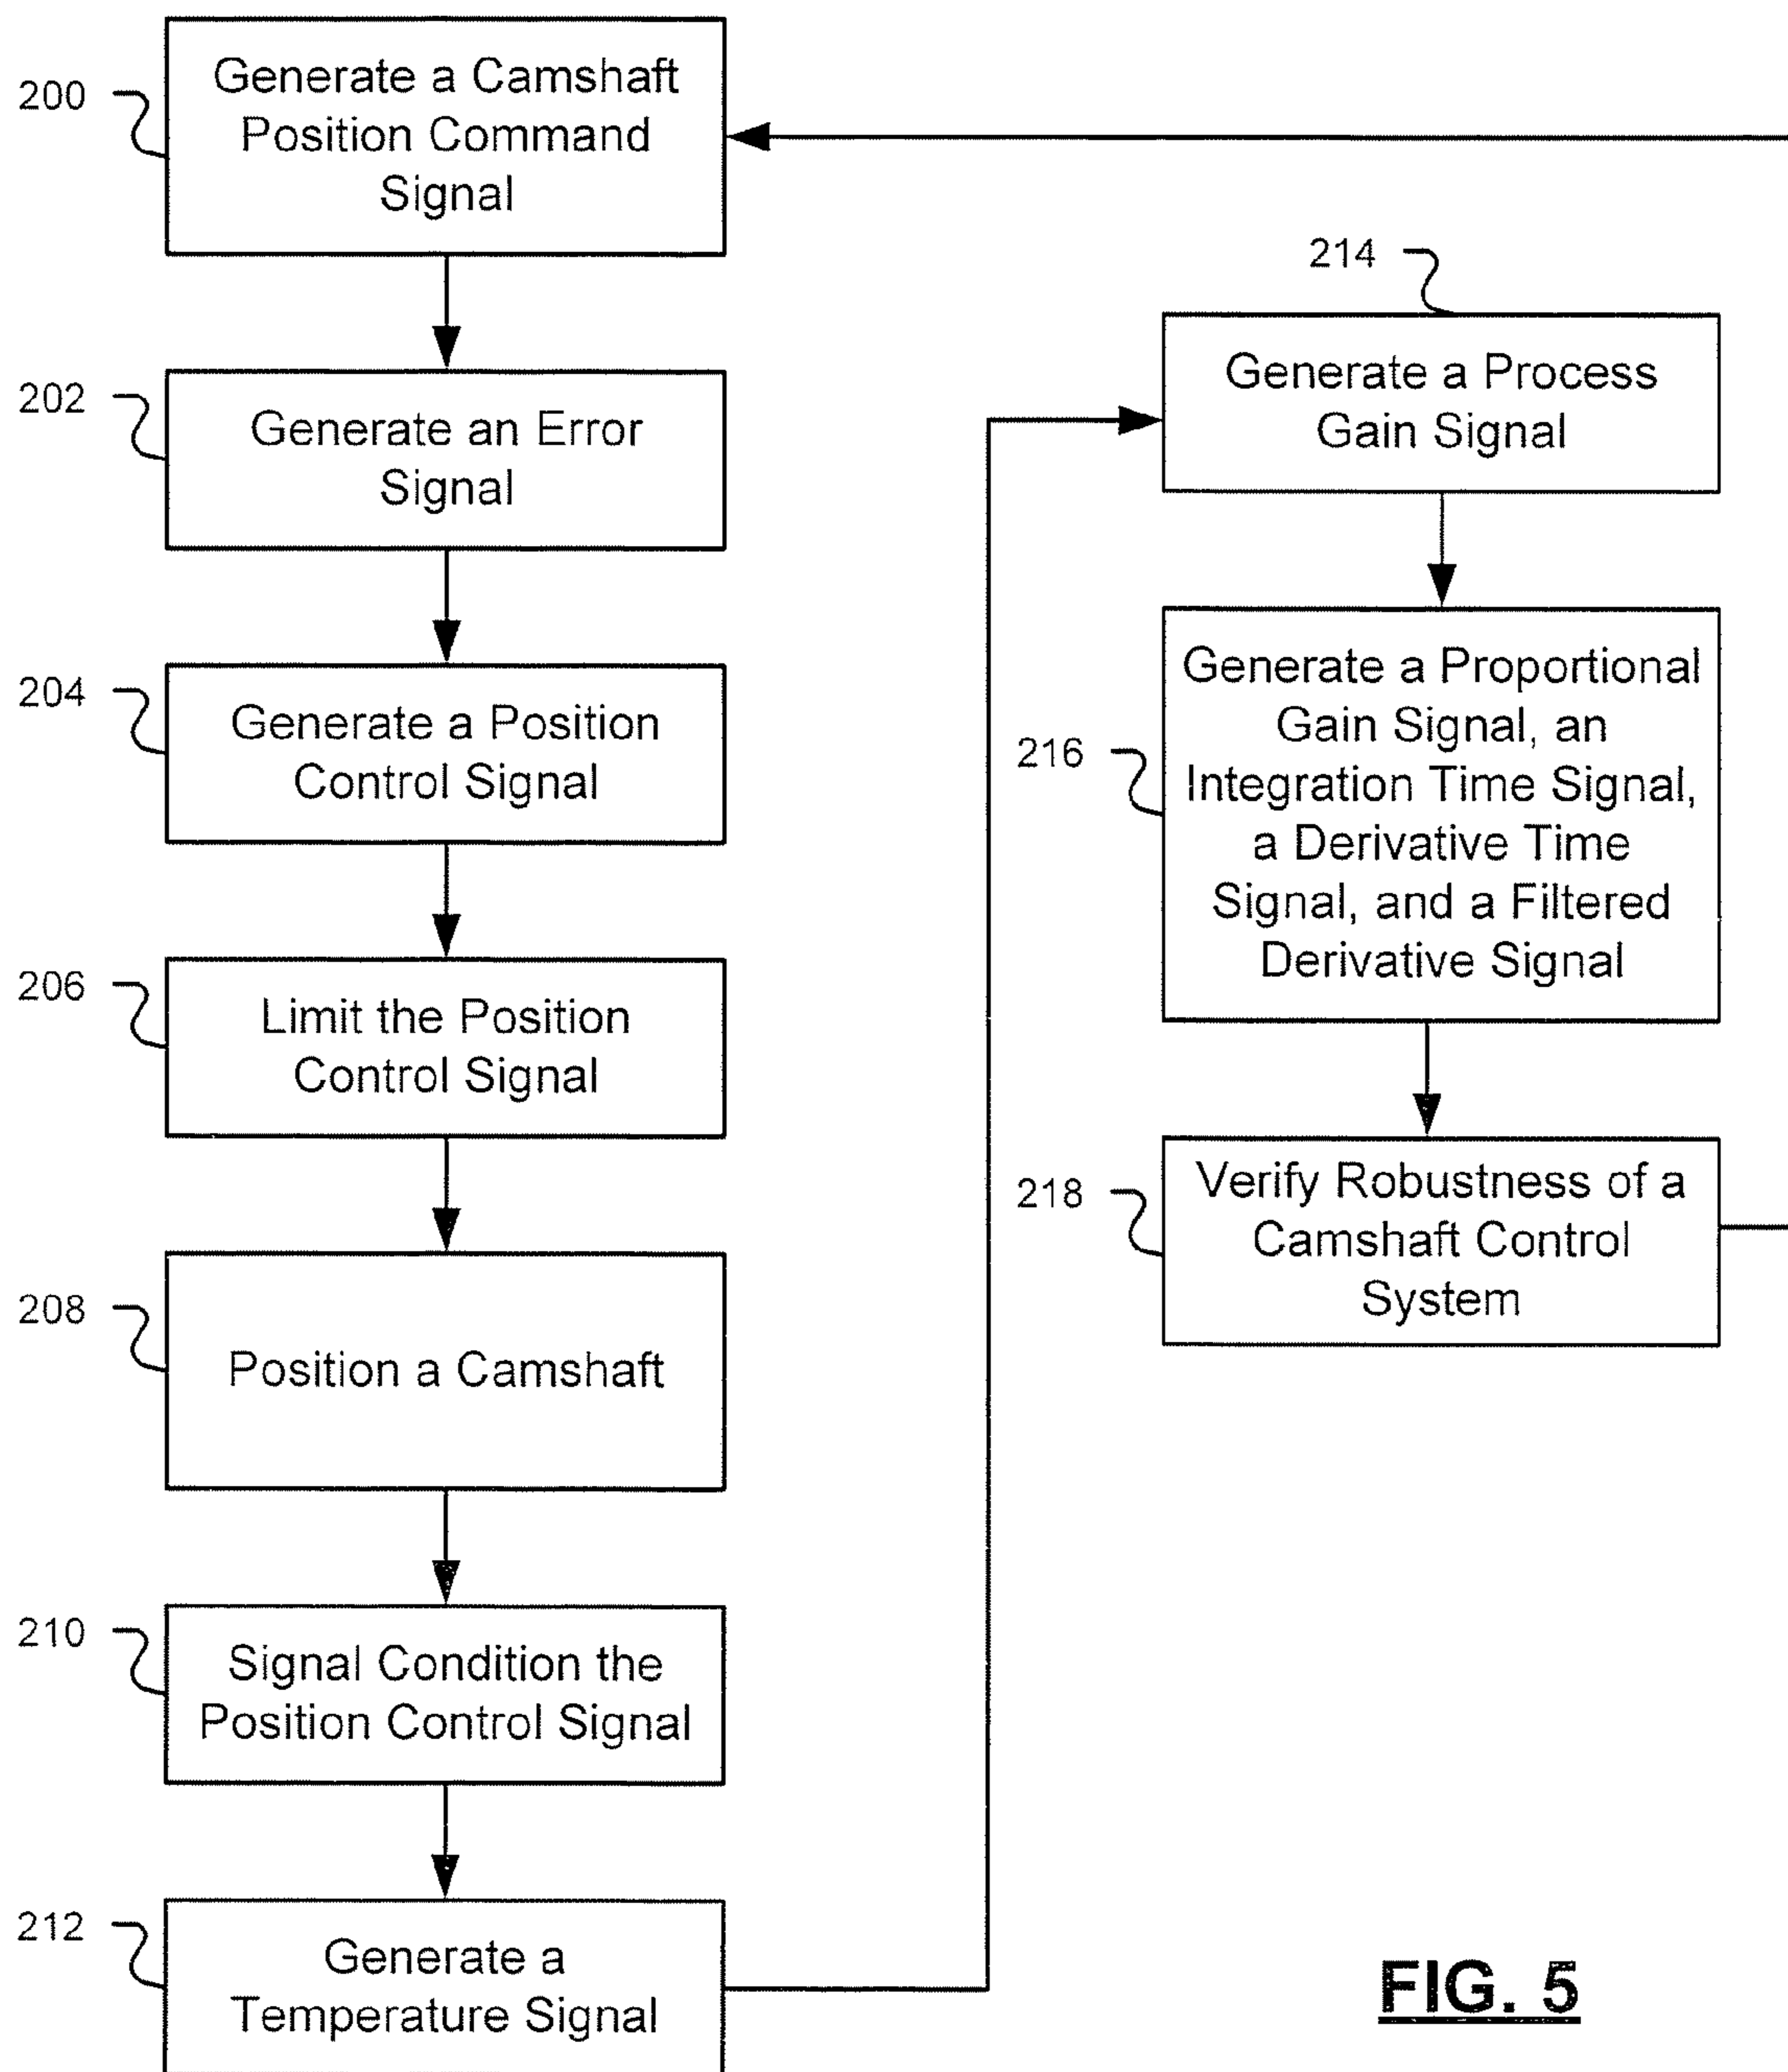 200
Generate a Camshaft
Position Command
Signal
202
Generate an Error
Signal
204
Generate a Position
Control Signal
206
Limit the Position
Control Signal
208
Position a Camshaft
210
Signal Condition the
Position Control Signal
212
Generate a
Temperature Signal
214
Generate a Process
Gain Signal
216
Generate a Proportional
Gain Signal, an
Integration Time Signal,
a Derivative Time
Signal, and a Filtered
Derivative Signal
218
Verify Robustness of a
Camshaft Control
System
FIG. 5